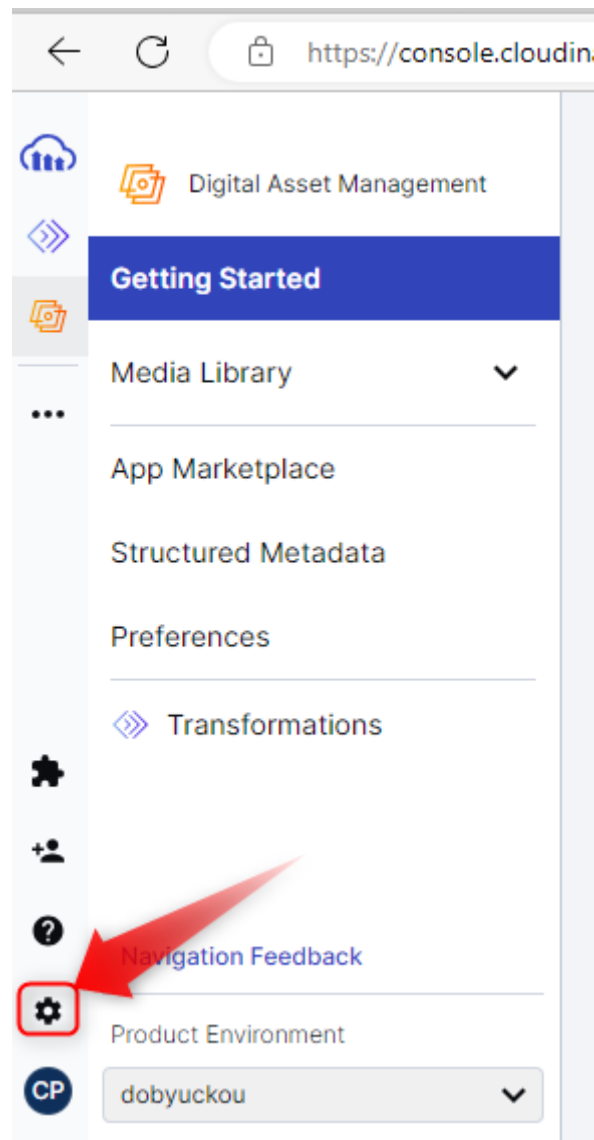 https://console.cloudin
Digital Asset Management
Getting Started
Media Library
App Marketplace
Structured Metadata
Preferences
Transformations
Navigation Feedback
Product Environment
CP
dobyuckou